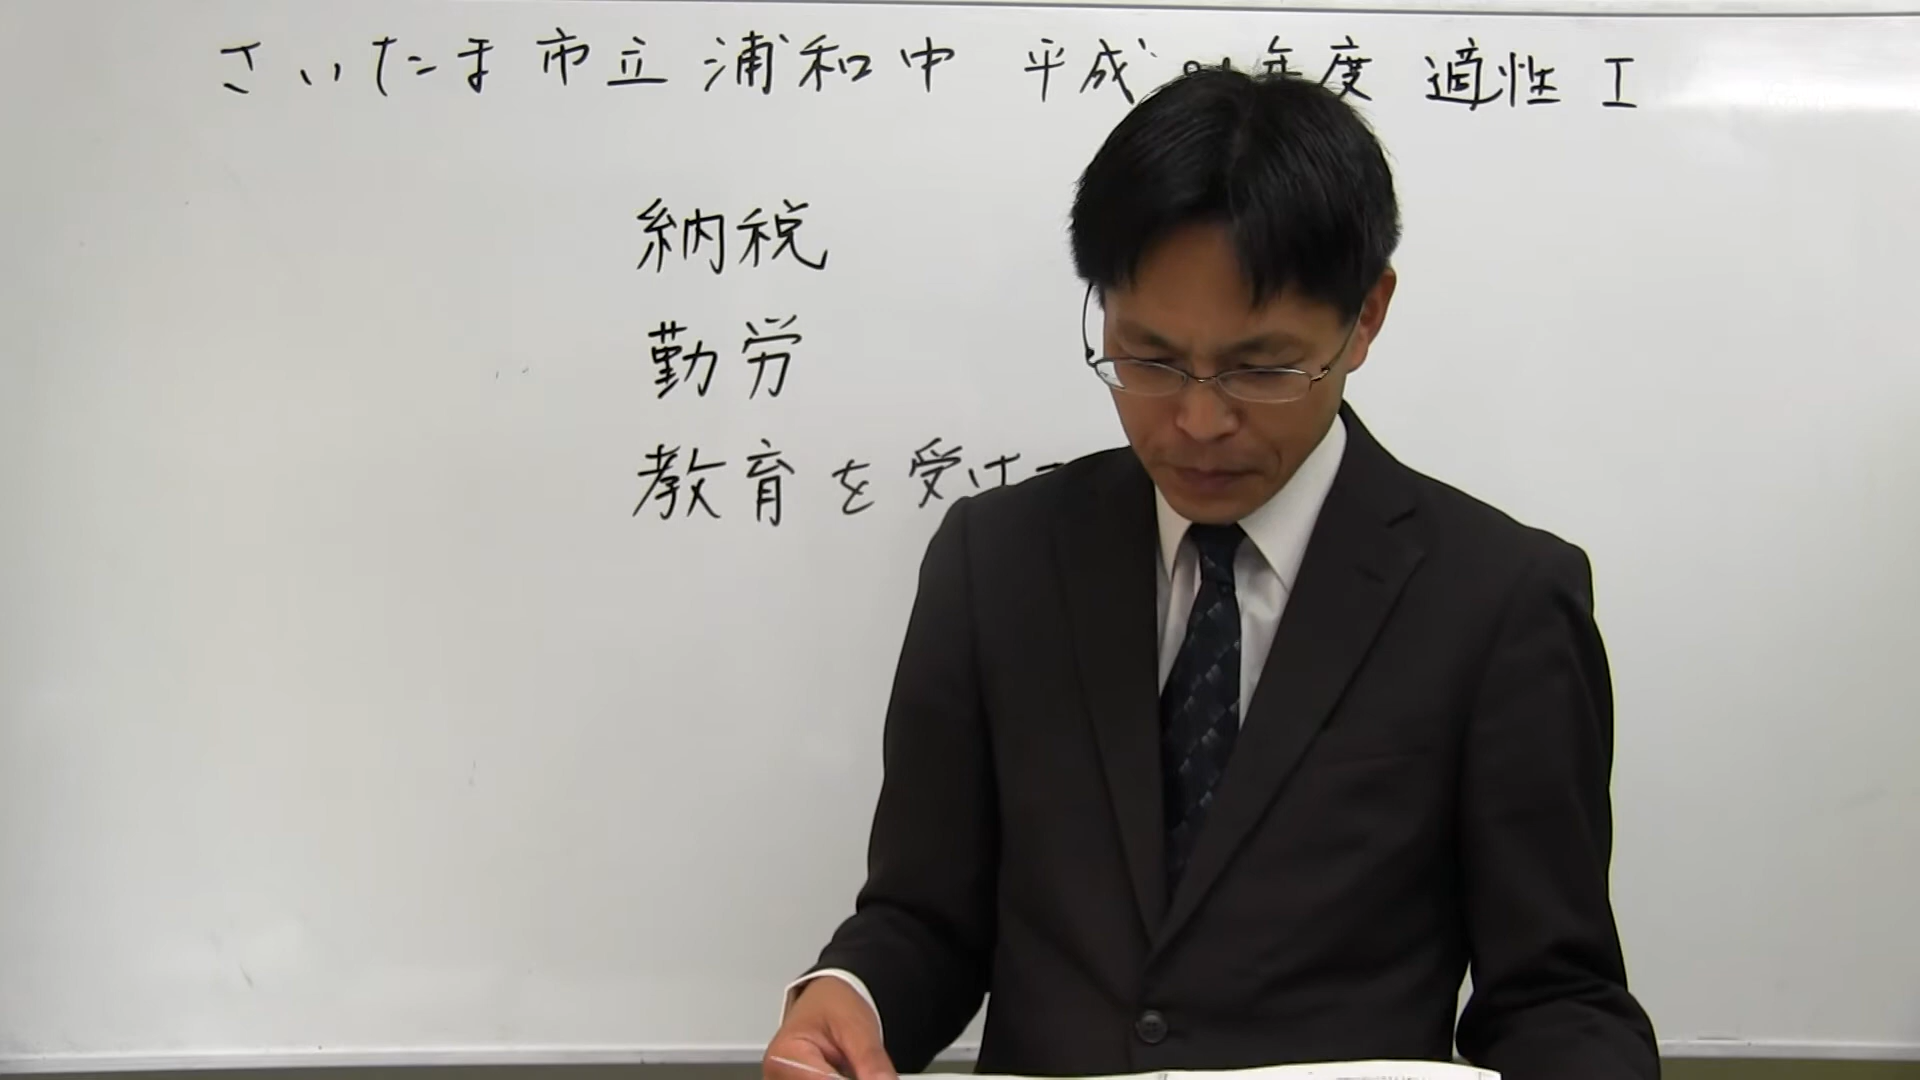 さいたま市立浦和中 平成 年度 適性 I
納税
勤労
教育を受け